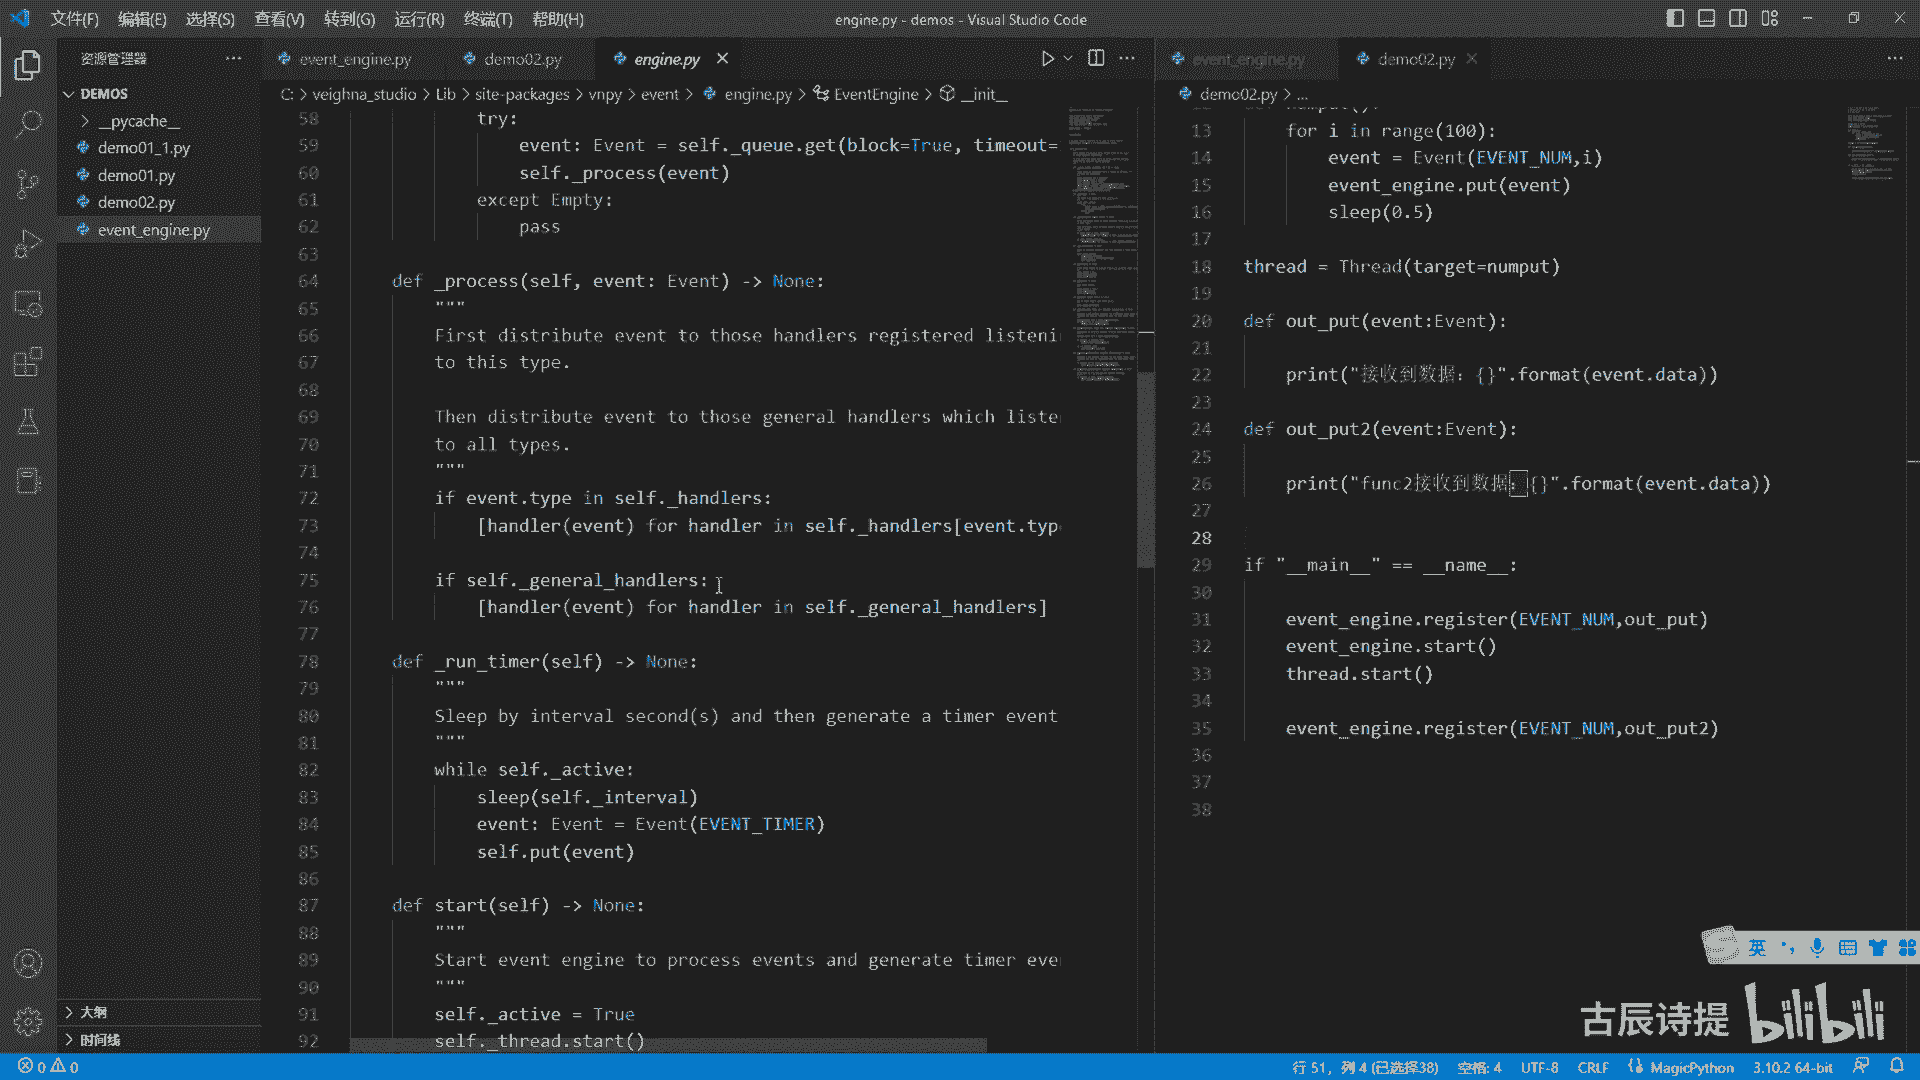 文件(F) 编辑(E) 选择(S) 查看(V) 转到(G) 运行(R) 终端(T) 帮助(H)
engine.py - demos - Visual Studio Code
资源管理器
DEMOS
__pycache__
demo01_1.py
demo01.py
demo02.py
event_engine.py
大纲
时间线
event_engine.py demo02.py engine.py
C: > veighna_studio > Lib > site-packages > vnpy > event > engine.py > EventEngine > __init__
58 try:
59 event: Event = self._queue.get(block=True, timeout=
60 self._process(event)
61 except Empty:
62 pass
63
64 def _process(self, event: Event) -> None:
65 """
66 First distribute event to those handlers registered listeni
67 to this type.
68
69 Then distribute event to those general handlers which liste
70 to all types.
71 """
72 if event.type in self._handlers:
73 [handler(event) for handler in self._handlers[event.typ
74
75 if self._general_handlers:
76 [handler(event) for handler in self._general_handlers]
77
78 def _run_timer(self) -> None:
79 """
80 Sleep by interval second(s) and then generate a timer event
81 """
82 while self._active:
83 sleep(self._interval)
84 event: Event = Event(EVENT_TIMER)
85 self.put(event)
86
87 def start(self) -> None:
88 """
89 Start event engine to process events and generate timer eve
90 """
91 self._active = True
92 self._thread.start()
event_engine.py demo02.py
demo02.py > ...
13 for i in range(100):
14 event = Event(EVENT_NUM,i)
15 event_engine.put(event)
16 sleep(0.5)
17
18 thread = Thread(target=numput)
19
20 def out_put(event:Event):
21
22 print("接收到数据：{}".format(event.data))
23
24 def out_put2(event:Event):
25
26 print("func2接收到数据：{}".format(event.data))
27
28
29 if "__main__" == __name__:
30
31 event_engine.register(EVENT_NUM,out_put)
32 event_engine.start()
33 thread.start()
34
35 event_engine.register(EVENT_NUM,out_put2)
36
37
38
英
古辰诗提 bilibili
0 0
行 51，列 4 (已选择38) 空格: 4 UTF-8 CRLF MagicPython 3.10.2 64-bit